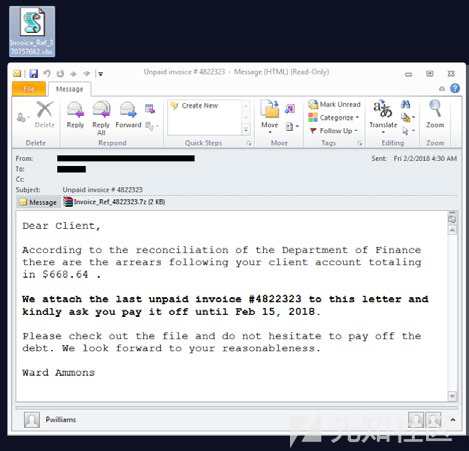 Invoice_Ref_3
70757682.vbs
Unpaid invoice # 4822323 - Message (HTML) (Read-Only)
File
Message
Delete
Reply
Reply All
Forward
Create New
Move
Mark Unread
Categorize
Follow Up
Translate
Zoom
Delete
Respond
Quick Steps
Move
Tags
Editing
Zoom
From:
Sent: Fri 2/2/2018 4:30 AM
To:
Cc:
Subject: Unpaid invoice # 4822323
Message Invoice_Ref_4822323.7z (2 KB)
Dear Client,
According to the reconciliation of the Department of Finance
there are the arrears following your client account totaling
in $668.64 .
We attach the last unpaid invoice #4822323 to this letter and
kindly ask you pay it off until Feb 15, 2018.
Please check out the file and do not hesitate to pay off the
debt. We look forward to your reasonableness.
Ward Ammons
Pwilliams
先知社区